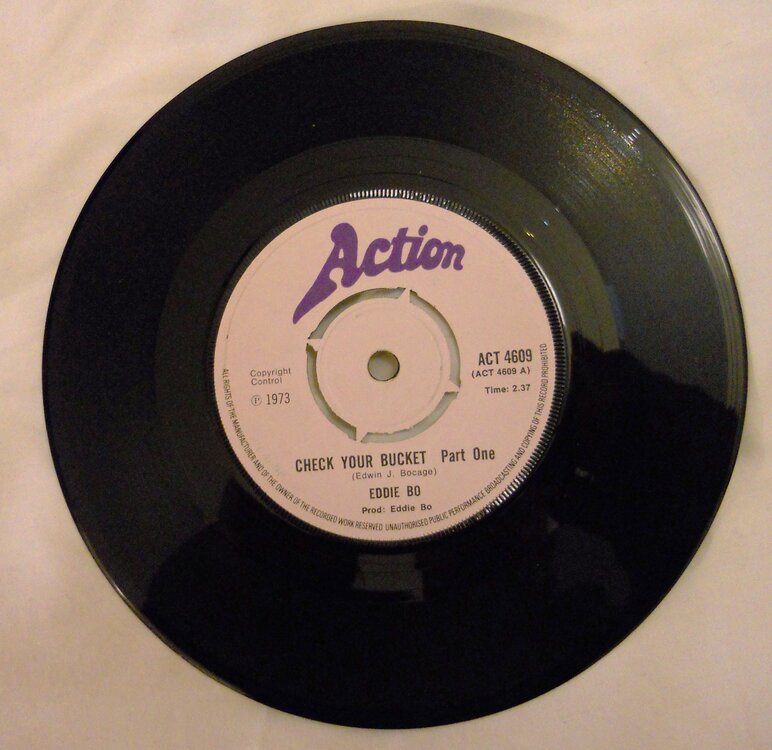 Action
ACT 4609
(ACT 4609 A)
Time: 2.37
Copyright
Control
℗ 1973
CHECK YOUR BUCKET Part One
(Edwin J. Bocage)
EDDIE BO
Prod: Eddie Bo
ALL RIGHTS OF THE MANUFACTURER AND OF THE OWNER OF THE RECORDED WORK RESERVED UNAUTHORISED PUBLIC PERFORMANCE BROADCASTING AND COPYING OF THIS RECORD PROHIBITED